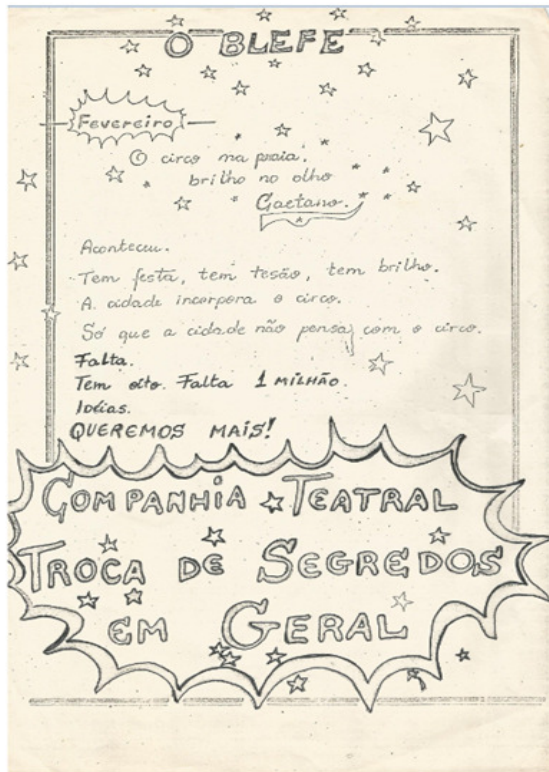 O BLEFE
Fevereiro
O circo na praia,
brilho no olho
Caetano.
Aconteceu.
Tem festa, tem tesão, tem brilho.
A cidade incorpora o circo.
Só que a cidade não pensa com o circo.
Falta.
Tem oito. Falta 1 MILHÃO.
Idéias.
QUEREMOS MAIS!
COMPANHIA TEATRAL
TROCA DE SEGREDOS
EM GERAL